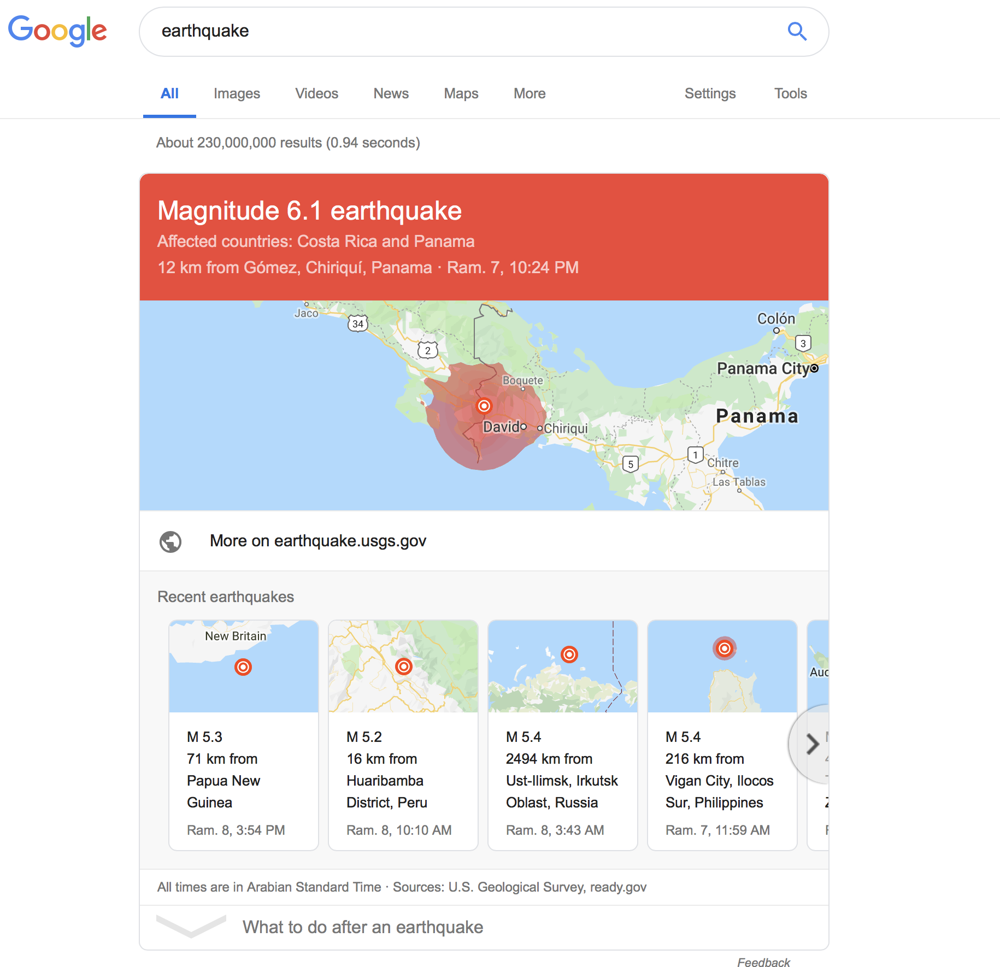 Google
earthquake
All Images Videos News Maps More Settings Tools
About 230,000,000 results (0.94 seconds)
Magnitude 6.1 earthquake
Affected countries: Costa Rica and Panama
12 km from Gómez, Chiriquí, Panama · Ram. 7, 10:24 PM
Jaco
34
2
Colón
3
Panama City
Boquete
Panama
David
Chiriqui
1
5
Chitre
Las Tablas
More on earthquake.usgs.gov
Recent earthquakes
New Britain
M 5.3
71 km from
Papua New
Guinea
Ram. 8, 3:54 PM
M 5.2
16 km from
Huaribamba
District, Peru
Ram. 8, 10:10 AM
M 5.4
2494 km from
Ust-Ilimsk, Irkutsk
Oblast, Russia
Ram. 8, 3:43 AM
M 5.4
216 km from
Vigan City, Ilocos
Sur, Philippines
Ram. 7, 11:59 AM
All times are in Arabian Standard Time · Sources: U.S. Geological Survey, ready.gov
What to do after an earthquake
Feedback